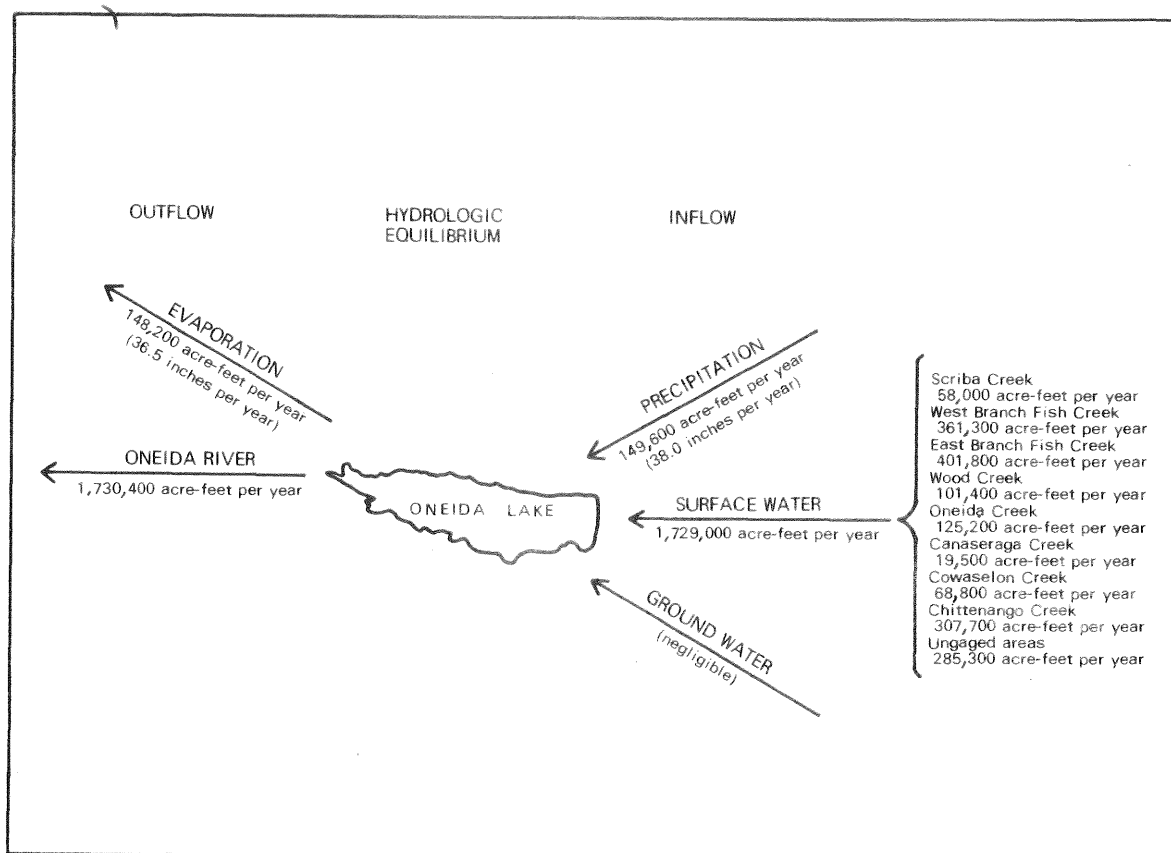 OUTFLOW
HYDROLOGIC
EQUILIBRIUM
INFLOW
EVAPORATION
148,200 acre-feet per year
(36.5 inches per year)
ONEIDA RIVER
1,730,400 acre-feet per year
ONEIDA LAKE
PRECIPITATION
149,600 acre-feet per year
(38.0 inches per year)
SURFACE WATER
1,729,000 acre-feet per year
GROUND WATER
(negligible)
Scriba Creek
58,000 acre-feet per year
West Branch Fish Creek
361,300 acre-feet per year
East Branch Fish Creek
401,800 acre-feet per year
Wood Creek
101,400 acre-feet per year
Oneida Creek
125,200 acre-feet per year
Canaseraga Creek
19,500 acre-feet per year
Cowaselon Creek
68,800 acre-feet per year
Chittenango Creek
307,700 acre-feet per year
Ungaged areas
285,300 acre-feet per year